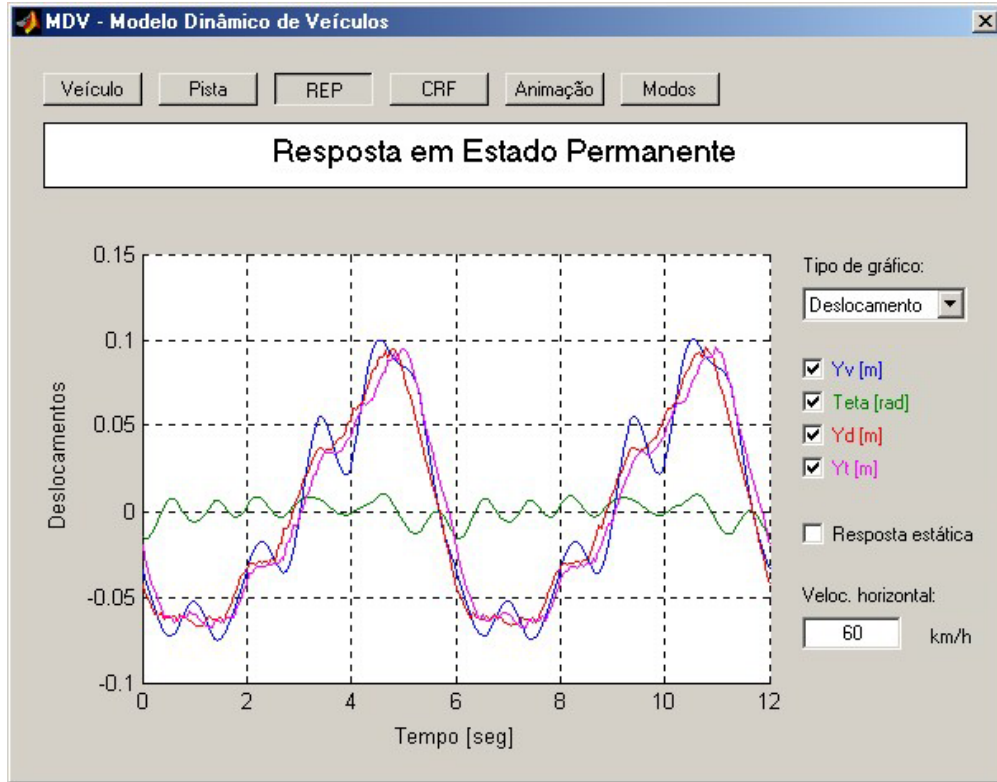 MDV - Modelo Dinâmico de Veículos
Veículo Pista REP CRF Animação Modos
Resposta em Estado Permanente
0.15
0.1
0.05
0
-0.05
-0.1
Deslocamentos
0 2 4 6 8 10 12
Tempo [seg]
Tipo de gráfico:
Deslocamento
Yv [m]
Teta [rad]
Yd [m]
Yt [m]
Resposta estática
Veloc. horizontal:
60 km/h